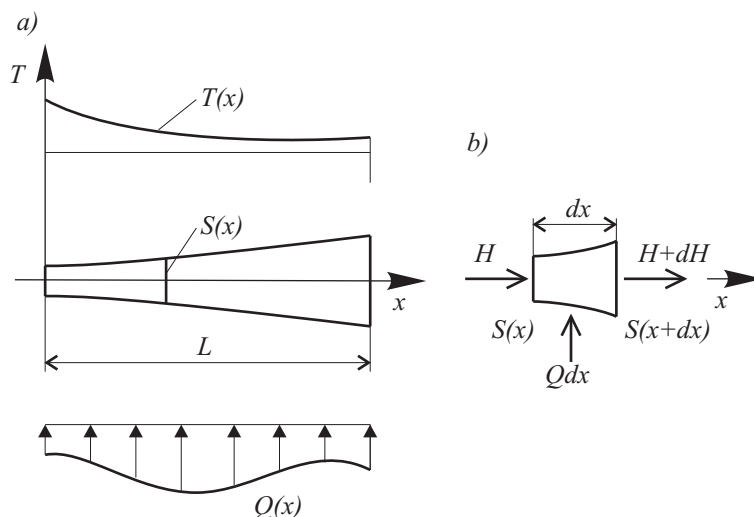 a)
T
T(x)
b)
S(x)
dx
H
H+dH
x
x
S(x)
S(x+dx)
L
Qdx
Q(x)